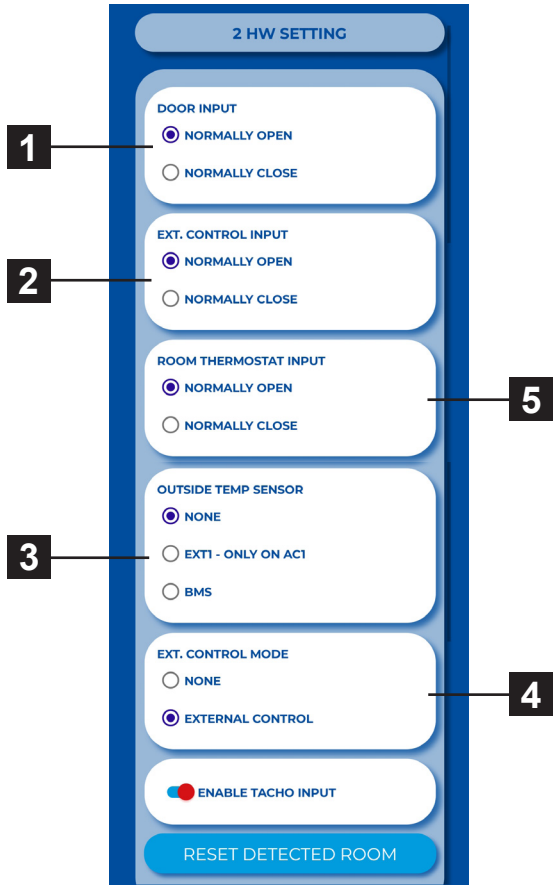 2 HW SETTING
DOOR INPUT
1
NORMALLY OPEN
NORMALLY CLOSE
EXT. CONTROL INPUT
2
NORMALLY OPEN
NORMALLY CLOSE
ROOM THERMOSTAT INPUT
NORMALLY OPEN
5
NORMALLY CLOSE
OUTSIDE TEMP SENSOR
NONE
3
EXT1 - ONLY ON AC1
BMS
EXT. CONTROL MODE
NONE
4
EXTERNAL CONTROL
ENABLE TACHO INPUT
RESET DETECTED ROOM